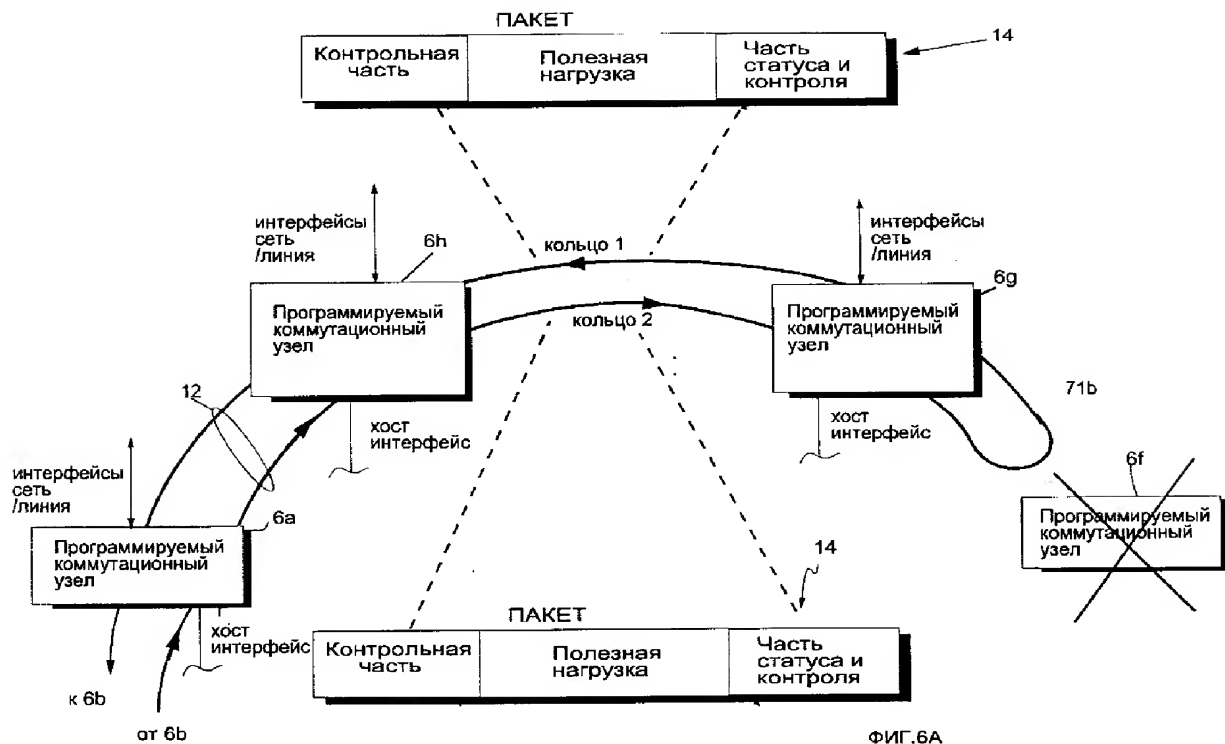 ПАКЕТ
Контрольная
часть
Полезная
нагрузка
Часть
статуса и
контроля
14
интерфейсы
сеть
/линия
6h
кольцо 1
интерфейсы
сеть
/линия
6g
Программируемый
коммутационный
узел
кольцо 2
Программируемый
коммутационный
узел
12
хост
интерфейс
хост
интерфейс
71b
интерфейсы
сеть
/линия
6a
6f
Программируемый
коммутационный
узел
Программируемый
коммутационный
узел
14
хост
интерфейс
ПАКЕТ
Контрольная
часть
Полезная
нагрузка
Часть
статуса и
контроля
к 6b
от 6b
ФИГ.6А